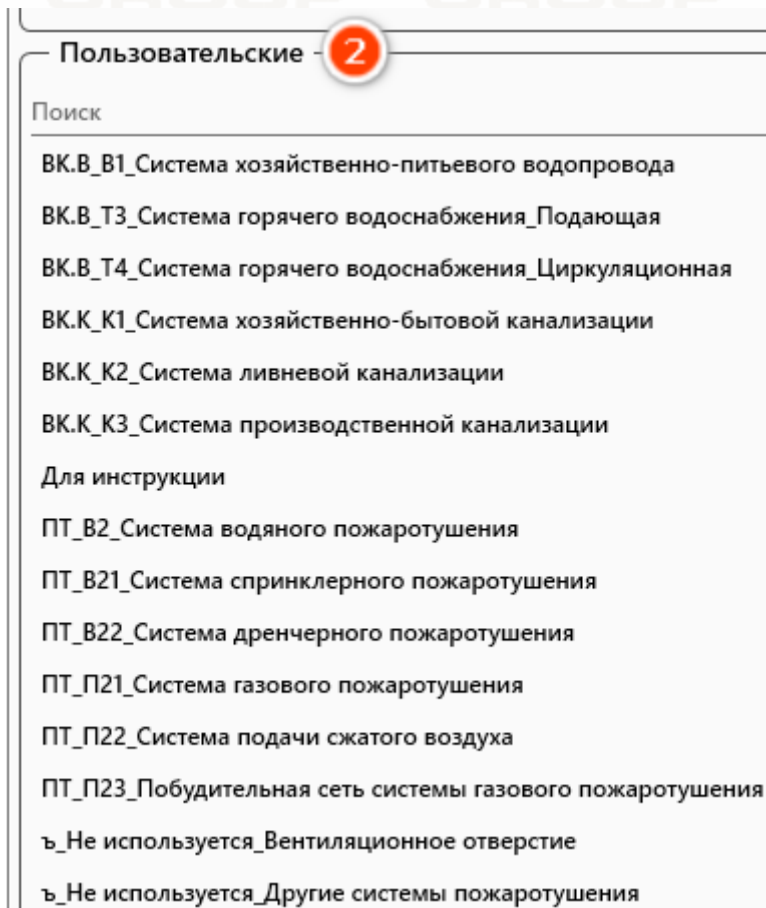 Пользовательские 2
Поиск
ВК.В_В1_Система хозяйственно-питьевого водопровода
ВК.В_Т3_Система горячего водоснабжения_Подающая
ВК.В_Т4_Система горячего водоснабжения_Циркуляционная
ВК.К_К1_Система хозяйственно-бытовой канализации
ВК.К_К2_Система ливневой канализации
ВК.К_К3_Система производственной канализации
Для инструкции
ПТ_В2_Система водяного пожаротушения
ПТ_В21_Система спринклерного пожаротушения
ПТ_В22_Система дренчерного пожаротушения
ПТ_П21_Система газового пожаротушения
ПТ_П22_Система подачи сжатого воздуха
ПТ_П23_Побудительная сеть системы газового пожаротушения
ъ_Не используется_Вентиляционное отверстие
ъ_Не используется_Другие системы пожаротушения